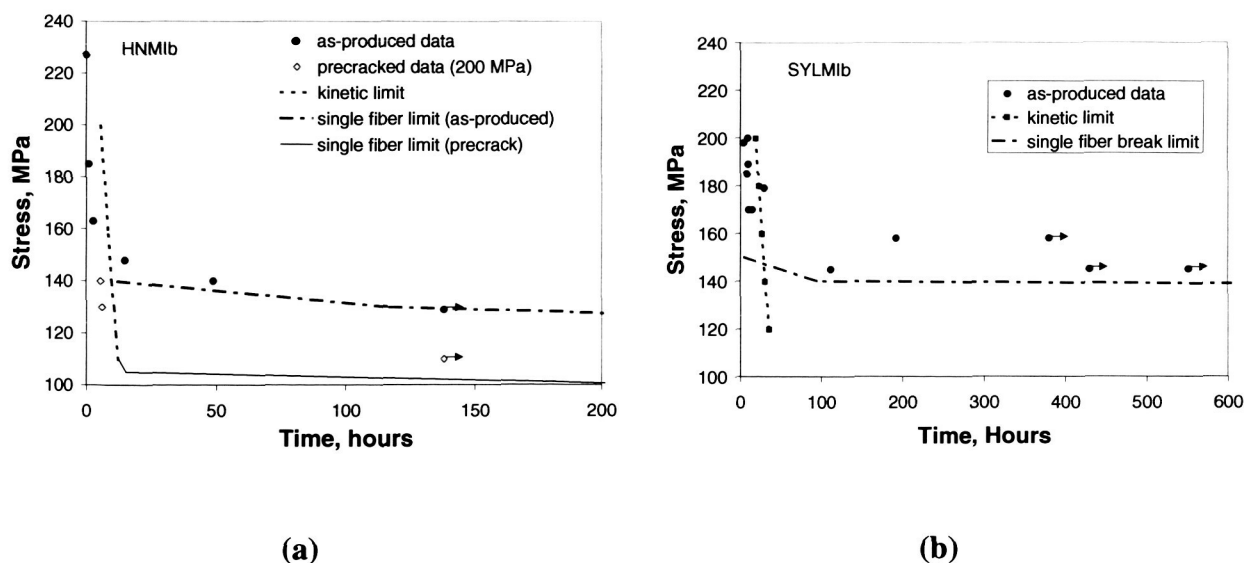 240
220
200
180
160
140
120
100
Stress, MPa
HNMIb
as-produced data
precracked data (200 MPa)
kinetic limit
single fiber limit (as-produced)
single fiber limit (precrack)
0
50
100
150
200
Time, hours
(a)
240
220
200
180
160
140
120
100
Stress, MPa
SYLMIb
as-produced data
kinetic limit
single fiber break limit
0
100
200
300
400
500
600
Time, Hours
(b)